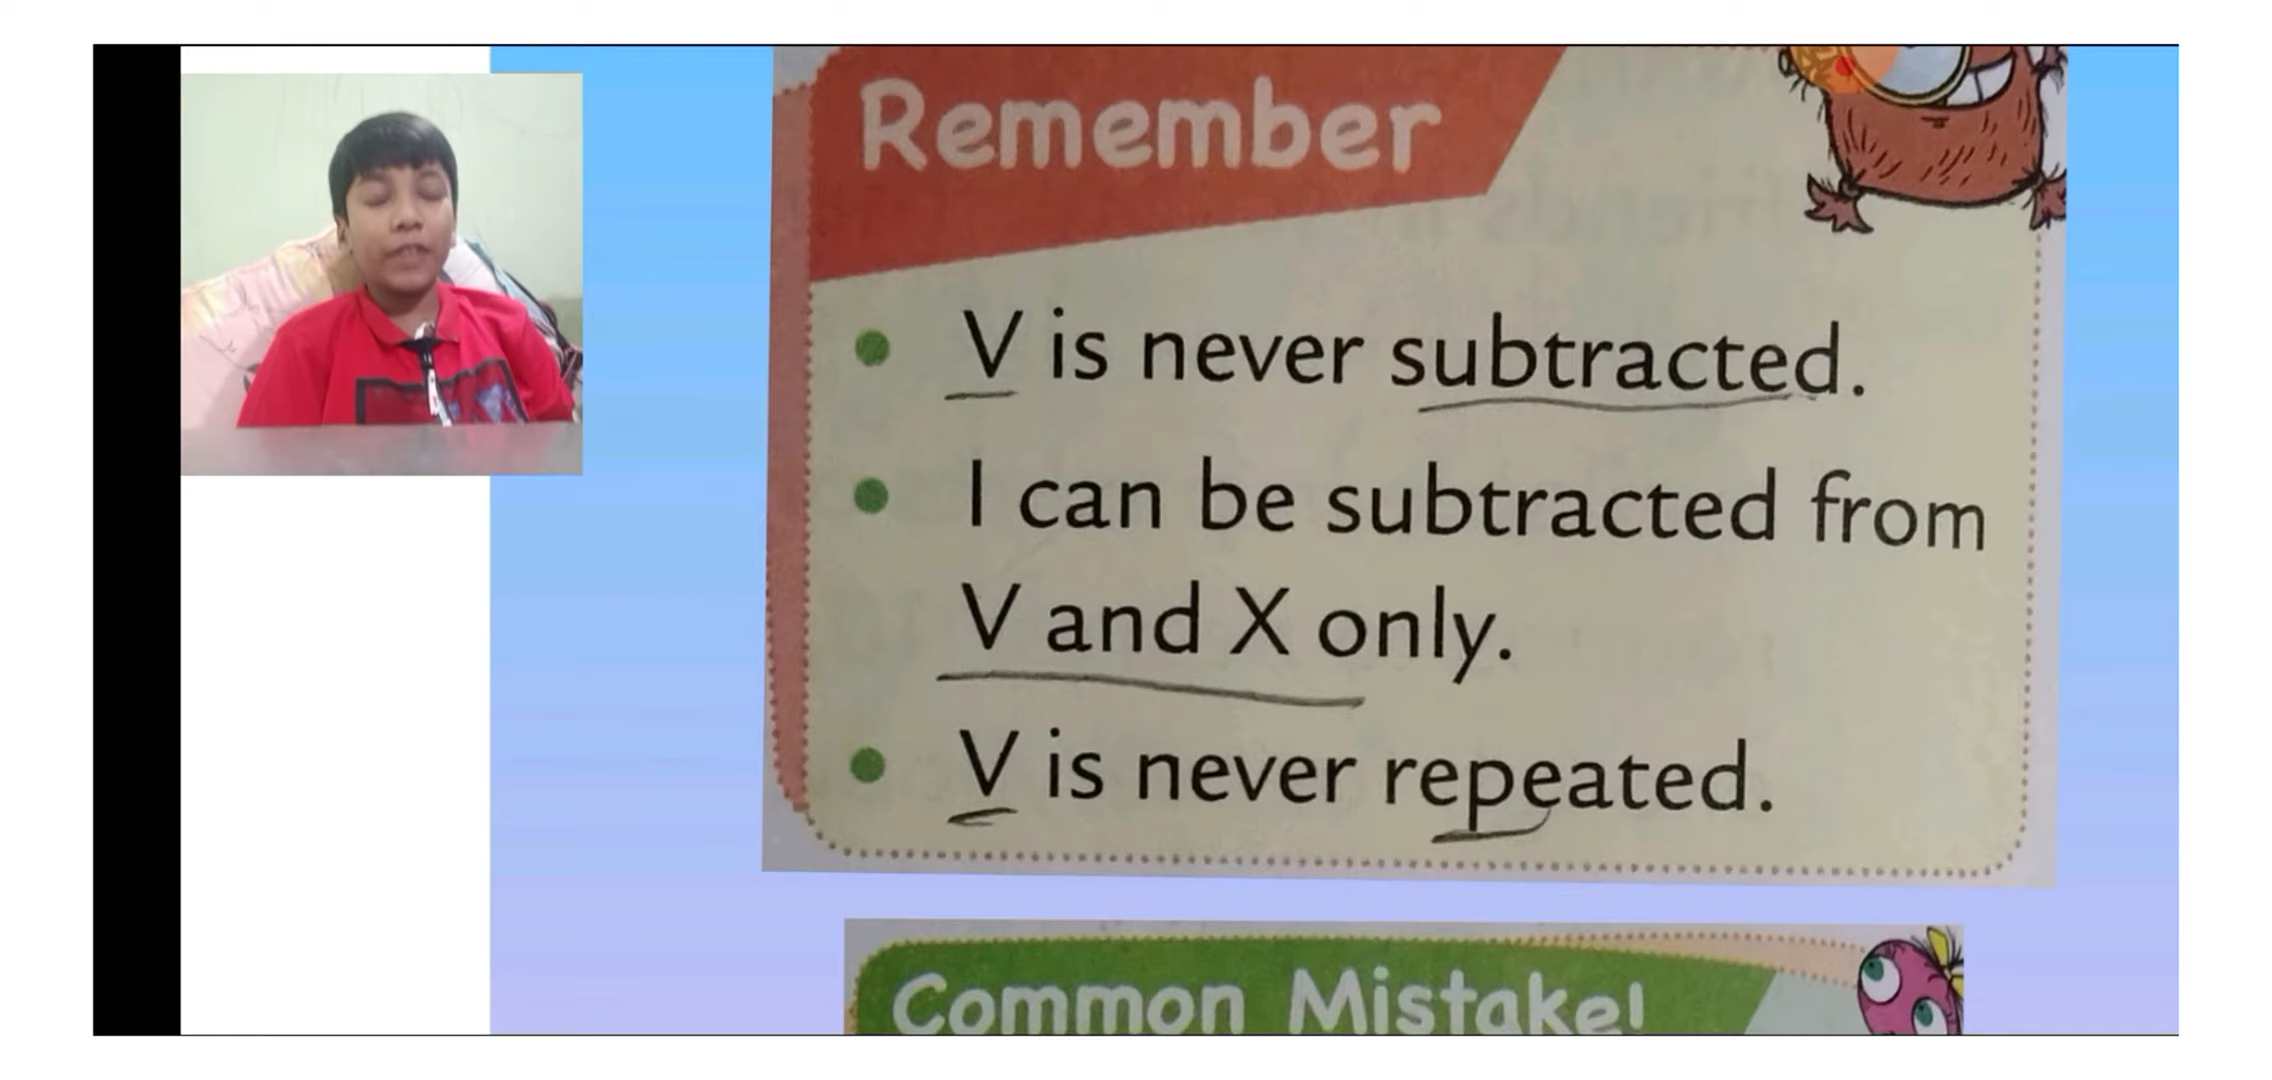 Remember
• V is never subtracted.
• I can be subtracted from
V and X only.
• V is never repeated.
Common Mistake!